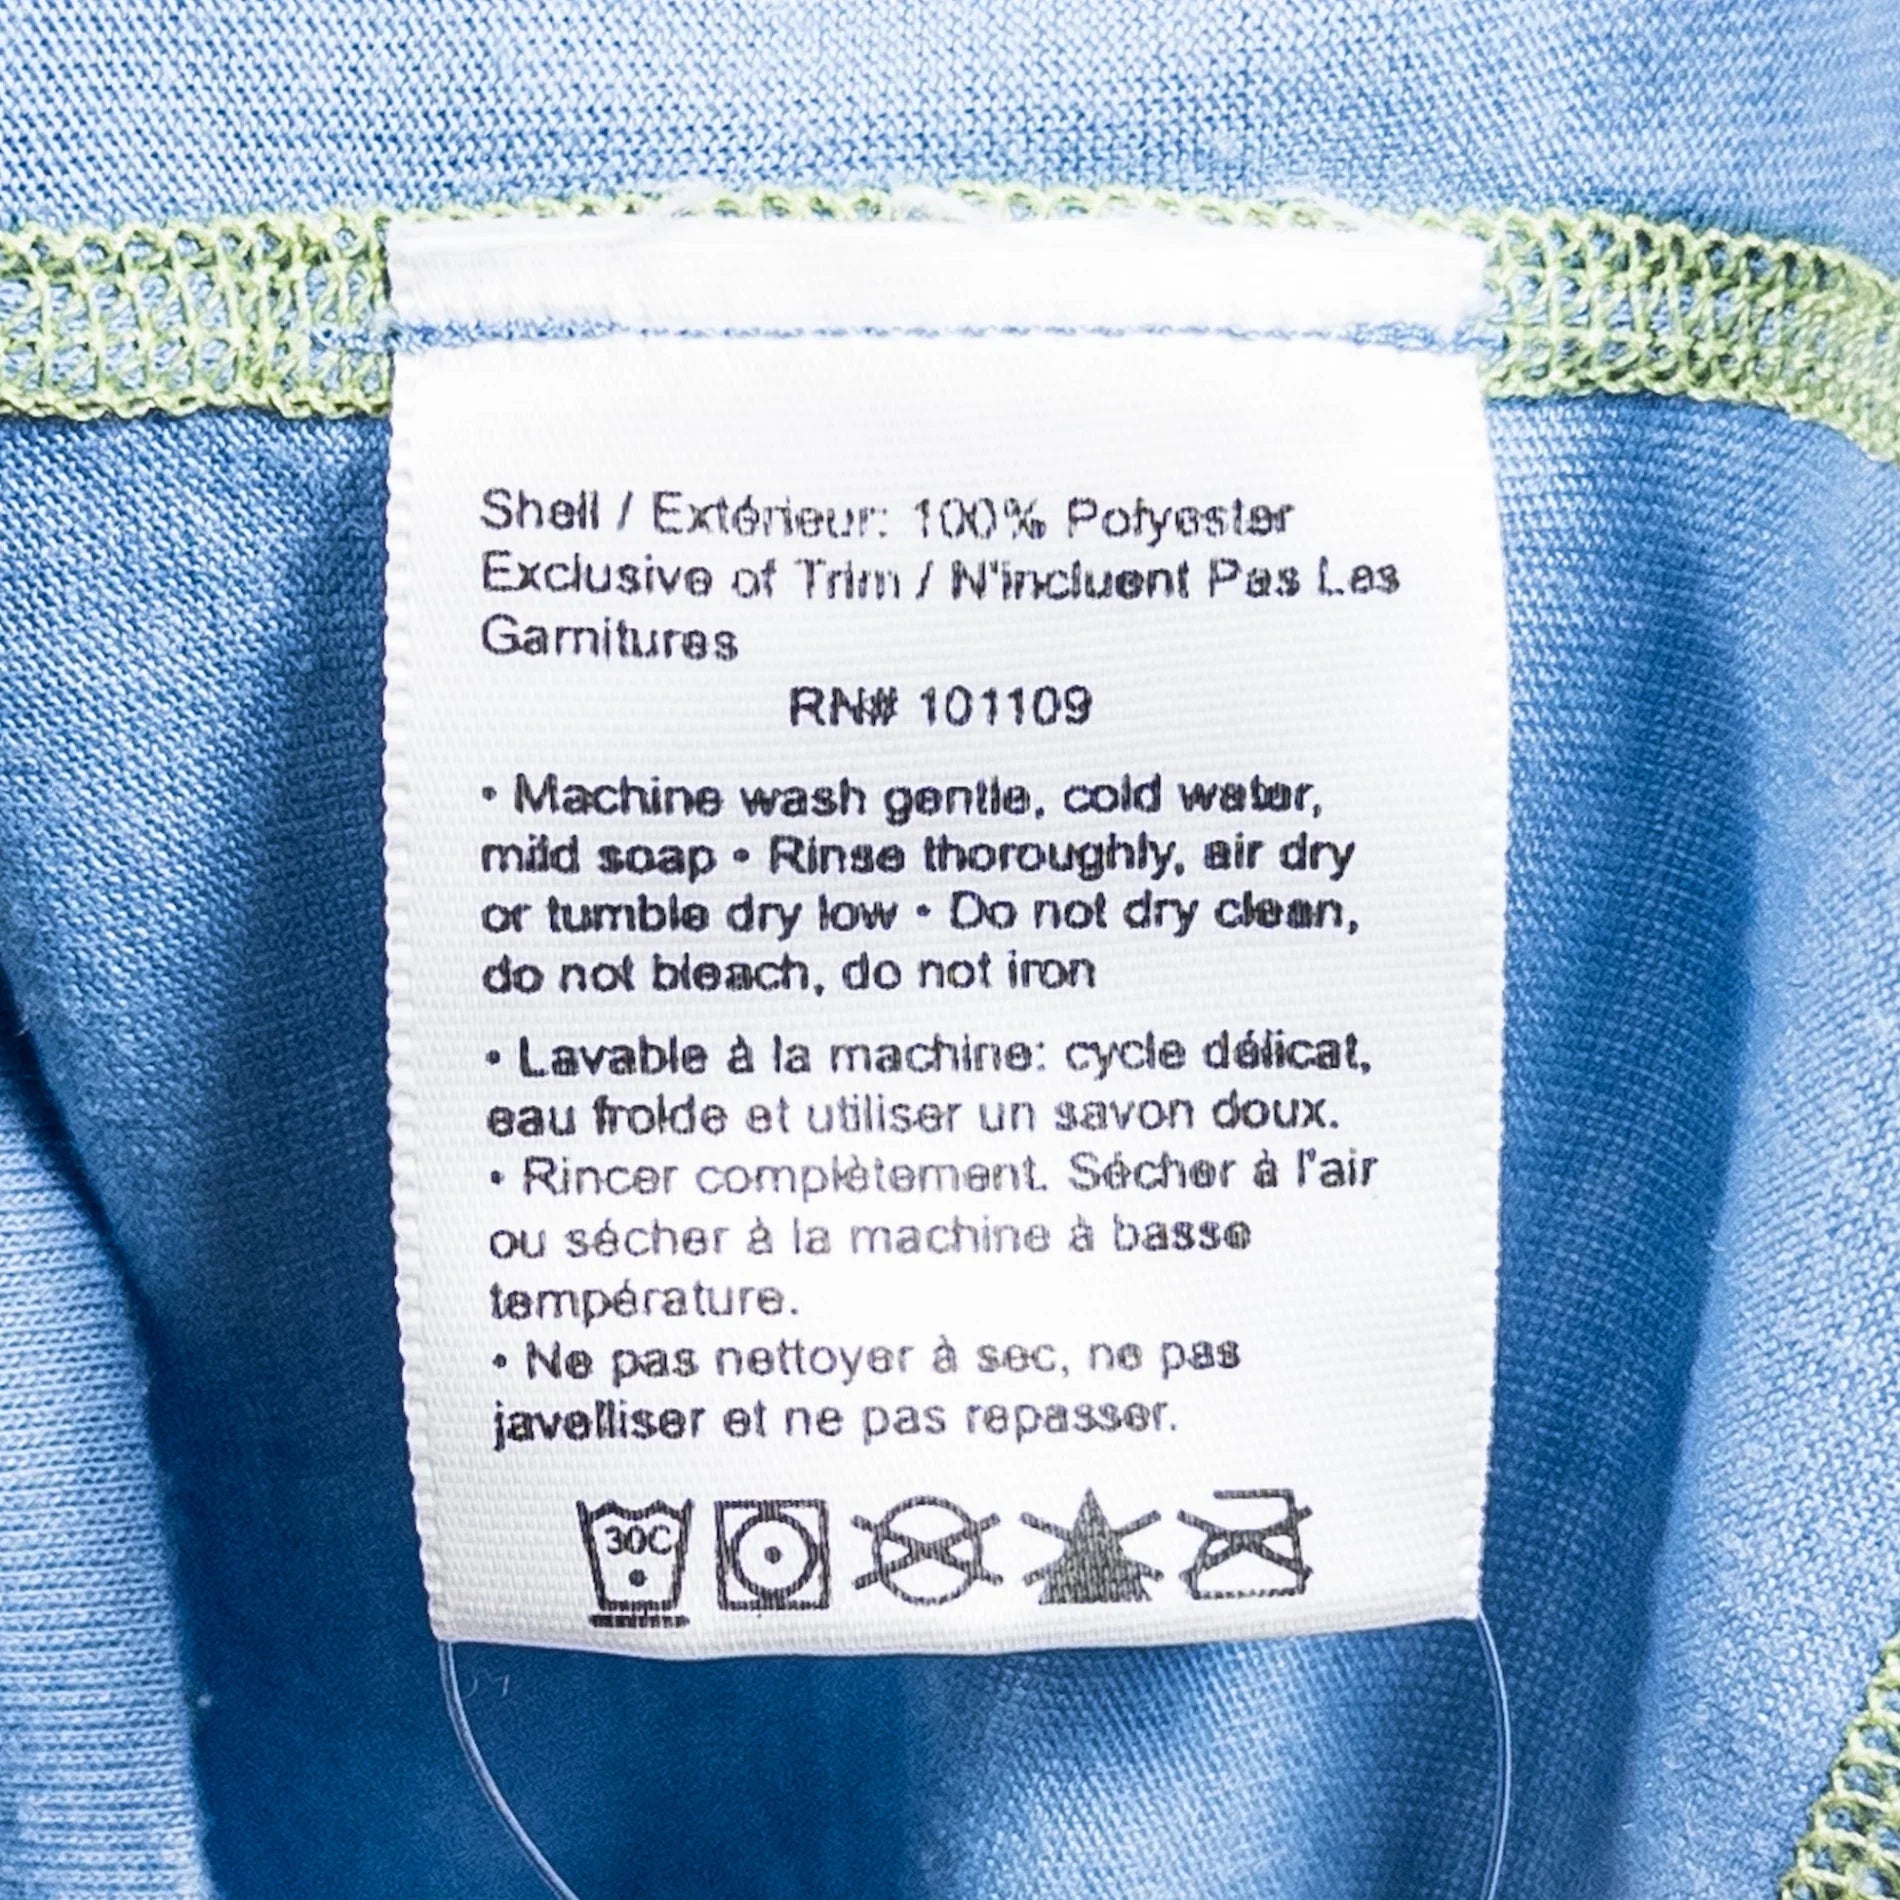 Shell / Extérieur: 100% Polyester
Exclusive of Trim / N'incluent Pas Les
Garnitures
RN# 101109
• Machine wash gentle, cold water,
mild soap • Rinse thoroughly, air dry
or tumble dry low • Do not dry clean,
do not bleach, do not iron
• Lavable à la machine: cycle délicat,
eau froide et utiliser un savon doux.
• Rincer complètement. Sécher à l'air
ou sécher à la machine à basse
température.
• Ne pas nettoyer à sec, ne pas
javelliser et ne pas repasser.
30C